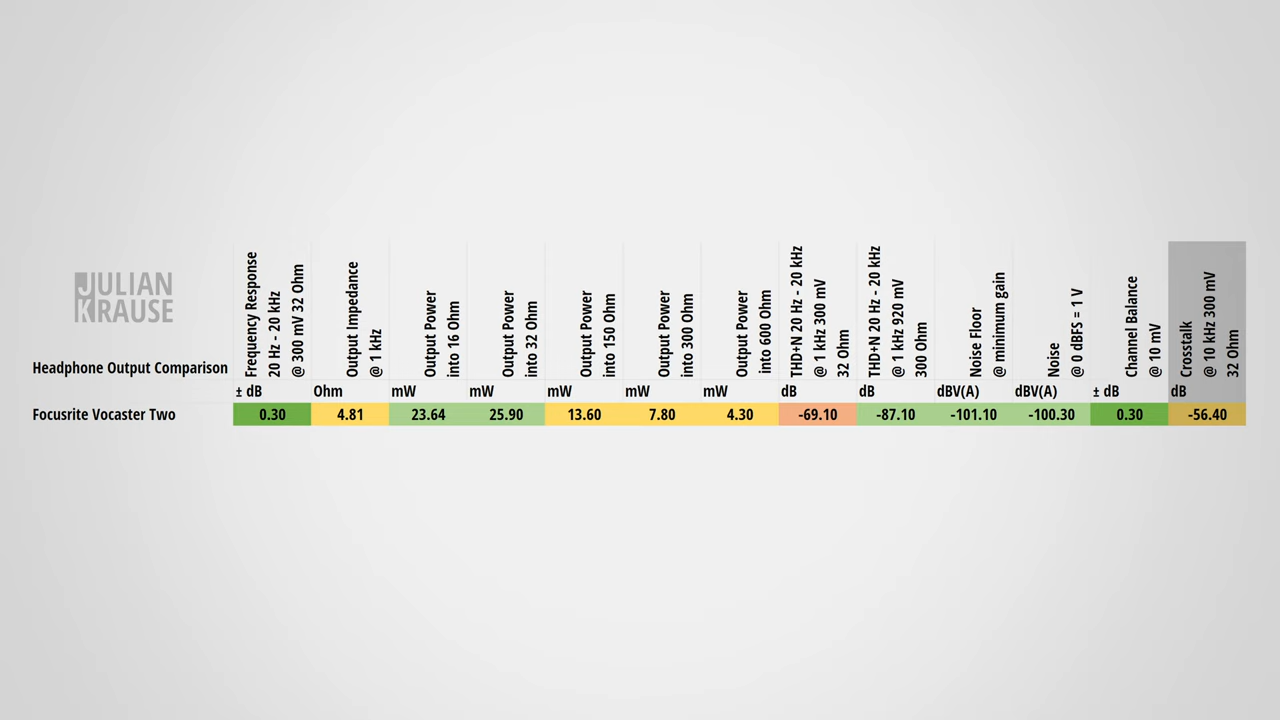 JULIAN
KRAUSE
Headphone Output Comparison
Frequency Response
20 Hz - 20 kHz
@ 300 mV 32 Ohm
Output Impedance
@ 1 kHz
Output Power
into 16 Ohm
Output Power
into 32 Ohm
Output Power
into 150 Ohm
Output Power
into 300 Ohm
Output Power
into 600 Ohm
THD+N 20 Hz - 20 kHz
@ 1 kHz 300 mV
32 Ohm
THD+N 20 Hz - 20 kHz
@ 1 kHz 920 mV
300 Ohm
Noise Floor
@ minimum gain
Noise
@ 0 dBFS = 1 V
Channel Balance
@ 10 mV
Crosstalk
@ 10 kHz 300 mV
32 Ohm
± dB Ohm mW mW mW mW mW dB dB dBV(A) dBV(A) ± dB dB
Focusrite Vocaster Two 0.30 4.81 23.64 25.90 13.60 7.80 4.30 -69.10 -87.10 -101.10 -100.30 0.30 -56.40